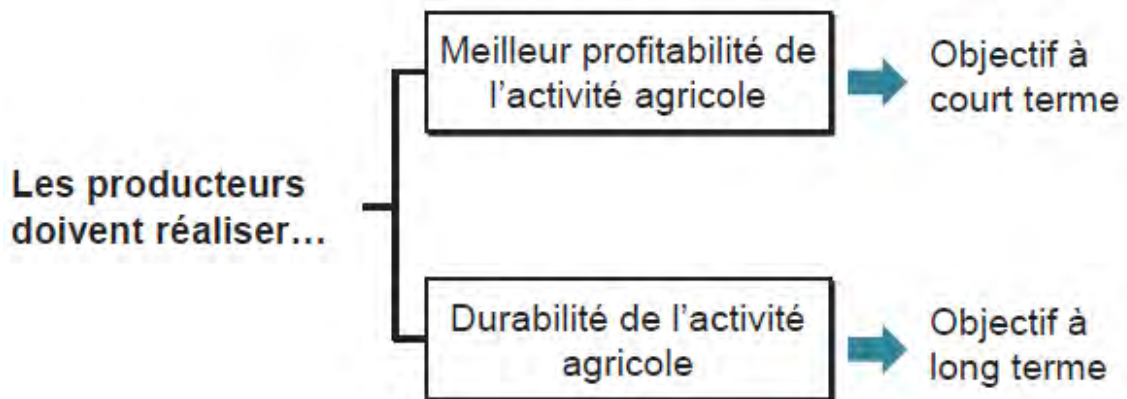 Meilleur profitabilité de
l'activité agricole
Objectif à
court terme
Les producteurs
doivent réaliser…
Durabilité de l'activité
agricole
Objectif à
long terme